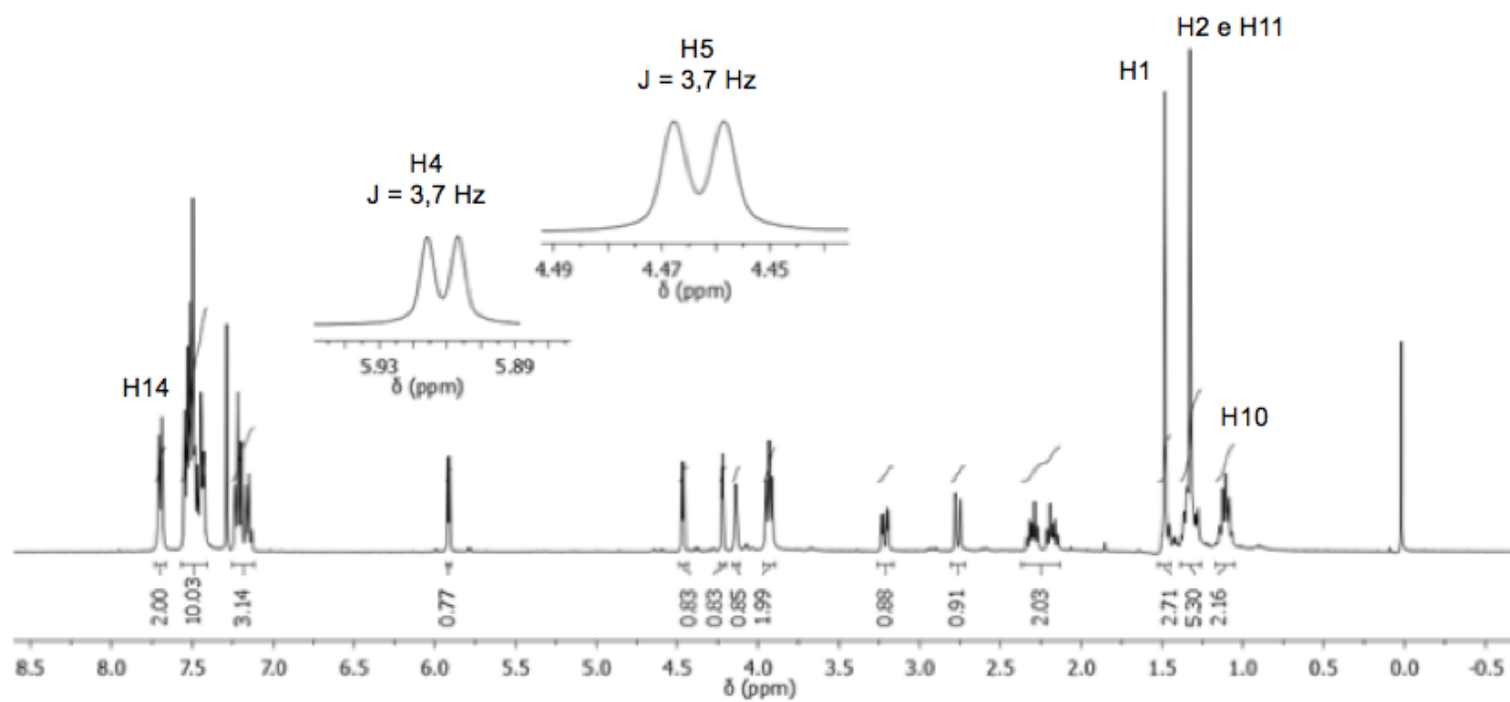 H2 e H11
H1
H5
J = 3,7 Hz
4.49 4.47 4.45
δ (ppm)
H4
J = 3,7 Hz
5.93 5.89
δ (ppm)
H14
H10
2.00 10.03 3.14 0.77 0.83 0.83 0.85 1.99 0.88 0.91 2.03 2.71 5.30 2.16
8.5 8.0 7.5 7.0 6.5 6.0 5.5 5.0 4.5 4.0 3.5 3.0 2.5 2.0 1.5 1.0 0.5 0.0 -0.5
δ (ppm)